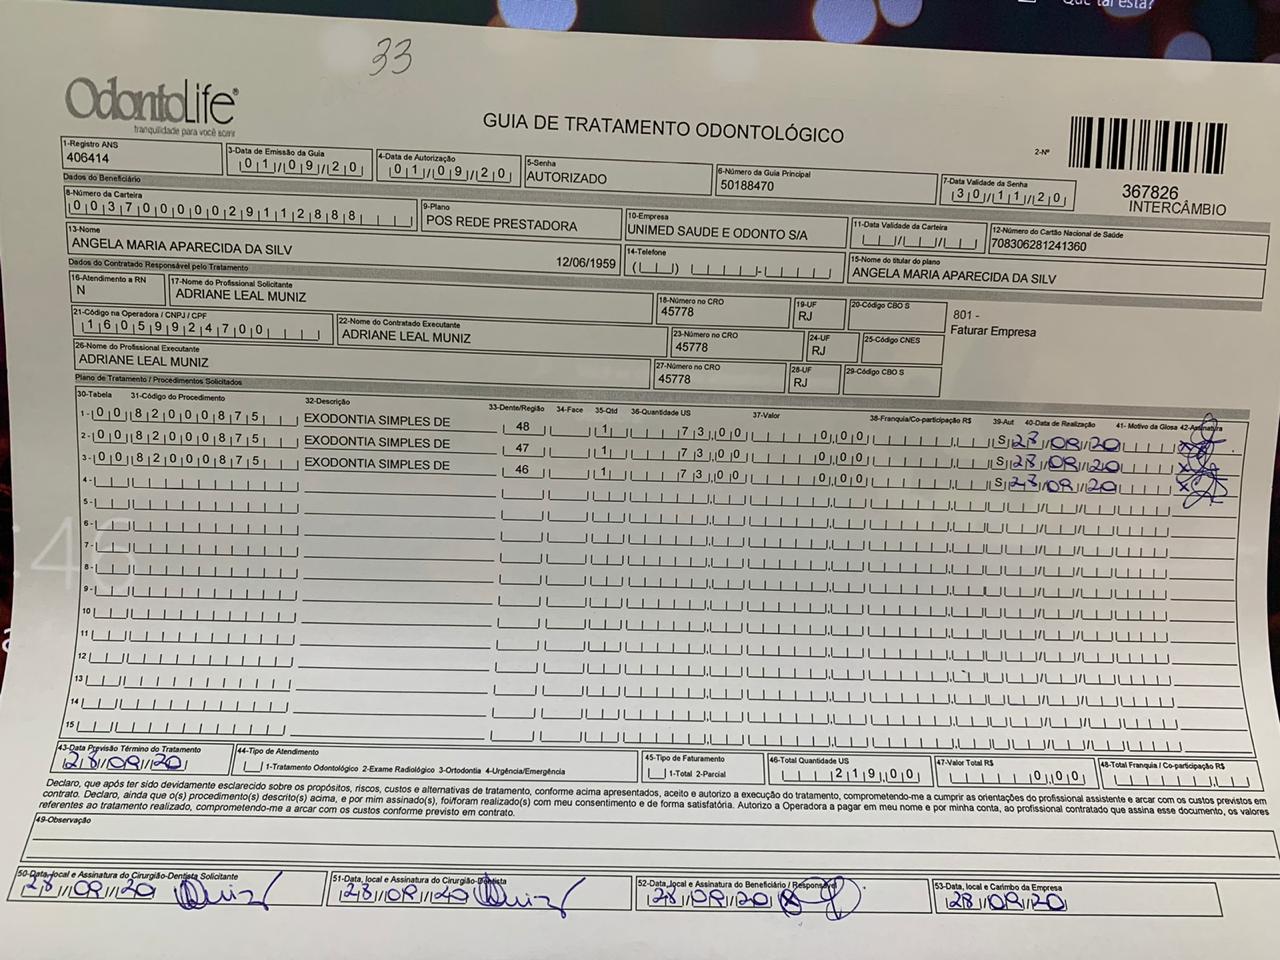 Que tal esta?
33
OdontoLife®
tranquilidade para você sorrir
GUIA DE TRATAMENTO ODONTOLÓGICO
2-Nº
367826
INTERCÂMBIO
1-Registro ANS
406414
3-Data de Emissão da Guia
01/09/20
4-Data de Autorização
01/09/20
5-Senha
AUTORIZADO
6-Número da Guia Principal
50188470
7-Data Validade da Senha
30/11/20
Dados do Beneficiário
8-Número da Carteira
00370000029112888
9-Plano
POS REDE PRESTADORA
10-Empresa
UNIMED SAUDE E ODONTO S/A
11-Data Validade da Carteira
12-Número do Cartão Nacional de Saúde
708306281241360
13-Nome
ANGELA MARIA APARECIDA DA SILV 12/06/1959
14-Telefone
15-Nome do titular do plano
ANGELA MARIA APARECIDA DA SILV
Dados do Contratado Responsável pelo Tratamento
16-Atendimento a RN
N
17-Nome do Profissional Solicitante
ADRIANE LEAL MUNIZ
18-Número no CRO
45778
19-UF
RJ
20-Código CBO S
801 -
Faturar Empresa
21-Código na Operadora / CNPJ / CPF
16059924700
22-Nome do Contratado Executante
ADRIANE LEAL MUNIZ
23-Número no CRO
45778
24-UF
RJ
25-Código CNES
26-Nome do Profissional Executante
ADRIANE LEAL MUNIZ
27-Número no CRO
45778
28-UF
RJ
29-Código CBO S
Plano de Tratamento / Procedimentos Solicitados
30-Tabela 31-Código do Procedimento 32-Descrição 33-Dente/Região 34-Face 35-Qtd 36-Quantidade US 37-Valor 38-Franquia/Co-participação R$ 39-Aut 40-Data de Realização 41- Motivo da Glosa 42-Assinatura
1- 00 82000875 EXODONTIA SIMPLES DE 48 1 73,00 0,00 S 28/09/20
2- 00 82000875 EXODONTIA SIMPLES DE 47 1 73,00 0,00 S 28/09/20
3- 00 82000875 EXODONTIA SIMPLES DE 46 1 73,00 0,00 S 28/09/20
4-
5-
6-
7-
8-
9-
10
11
12
13
14
15
43-Data Previsão Término do Tratamento
28/09/20
44-Tipo de Atendimento
1-Tratamento Odontológico 2-Exame Radiológico 3-Ortodontia 4-Urgência/Emergência
45-Tipo de Faturamento
1-Total 2-Parcial
46-Total Quantidade US
219,00
47-Valor Total R$
0,00
48-Total Franquia / Co-participação R$
Declaro, que após ter sido devidamente esclarecido sobre os propósitos, riscos, custos e alternativas de tratamento, conforme acima apresentados, aceito e autorizo a execução do tratamento, comprometendo-me a cumprir as orientações do profissional assistente e arcar com os custos previstos em
contrato. Declaro, ainda que o(s) procedimento(s) descrito(s) acima, e por mim assinado(s), foi/foram realizado(s) com meu consentimento e de forma satisfatória. Autorizo a Operadora a pagar em meu nome e por minha conta, ao profissional contratado que assina esse documento, os valores
referentes ao tratamento realizado, comprometendo-me a arcar com os custos conforme previsto em contrato.
49-Observação
50-Data, local e Assinatura do Cirurgião-Dentista Solicitante
28/09/20
51-Data, local e Assinatura do Cirurgião-Dentista
28/09/20
52-Data, local e Assinatura do Beneficiário / Responsável
28/09/20
53-Data, local e Carimbo da Empresa
28/09/20